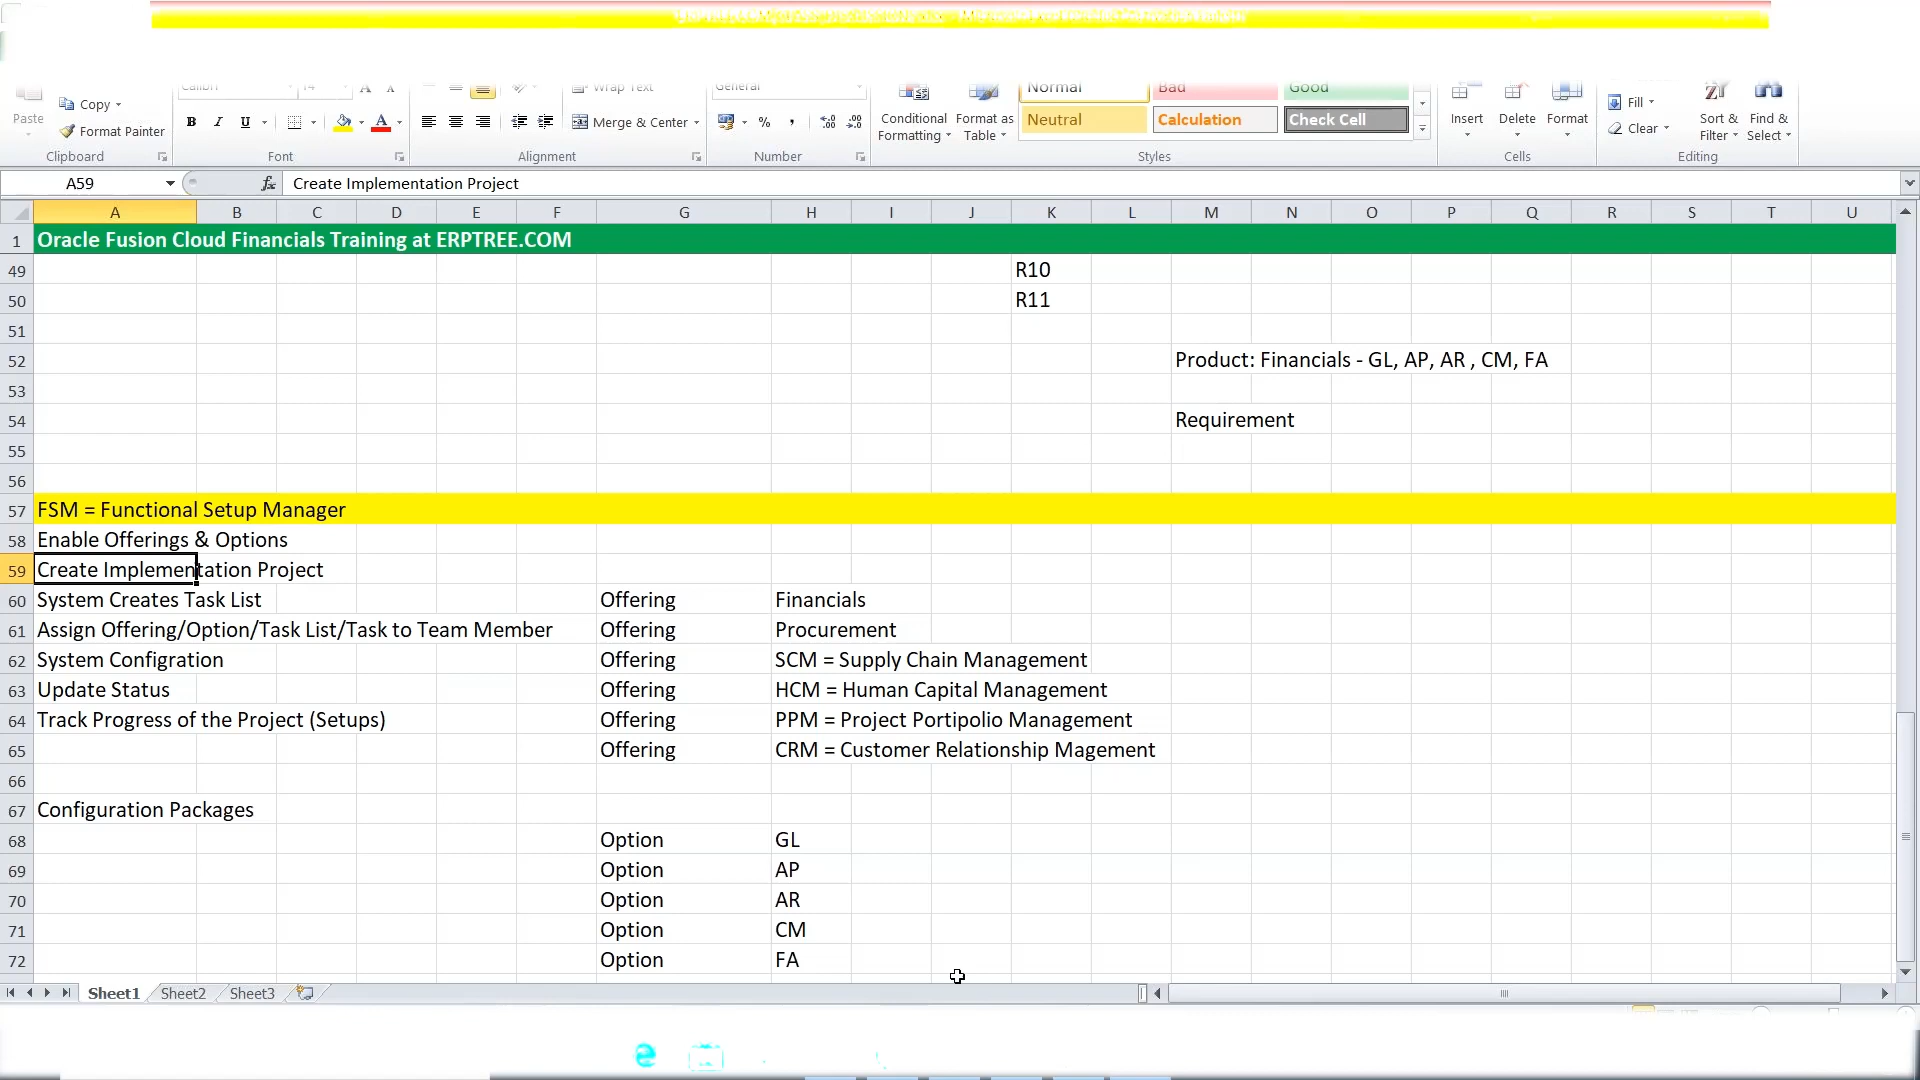 Copy
Format Painter
Paste
Clipboard
Calibri
14
B I U
Font
Wrap Text
Merge & Center
Alignment
General
%
,
Number
Conditional Formatting
Format as Table
Normal
Bad
Good
Neutral
Calculation
Check Cell
Styles
Insert
Delete
Format
Cells
Fill
Clear
Sort & Filter
Find & Select
Editing
A59
fx
Create Implementation Project
A B C D E F G H I J K L M N O P Q R S T U
1 Oracle Fusion Cloud Financials Training at ERPTREE.COM
49 R10
50 R11
51
52 Product: Financials - GL, AP, AR , CM, FA
53
54 Requirement
55
56
57 FSM = Functional Setup Manager
58 Enable Offerings & Options
59 Create Implementation Project
60 System Creates Task List Offering Financials
61 Assign Offering/Option/Task List/Task to Team Member Offering Procurement
62 System Configration Offering SCM = Supply Chain Management
63 Update Status Offering HCM = Human Capital Management
64 Track Progress of the Project (Setups) Offering PPM = Project Portipolio Management
65 Offering CRM = Customer Relationship Magement
66
67 Configuration Packages
68 Option GL
69 Option AP
70 Option AR
71 Option CM
72 Option FA
Sheet1 Sheet2 Sheet3